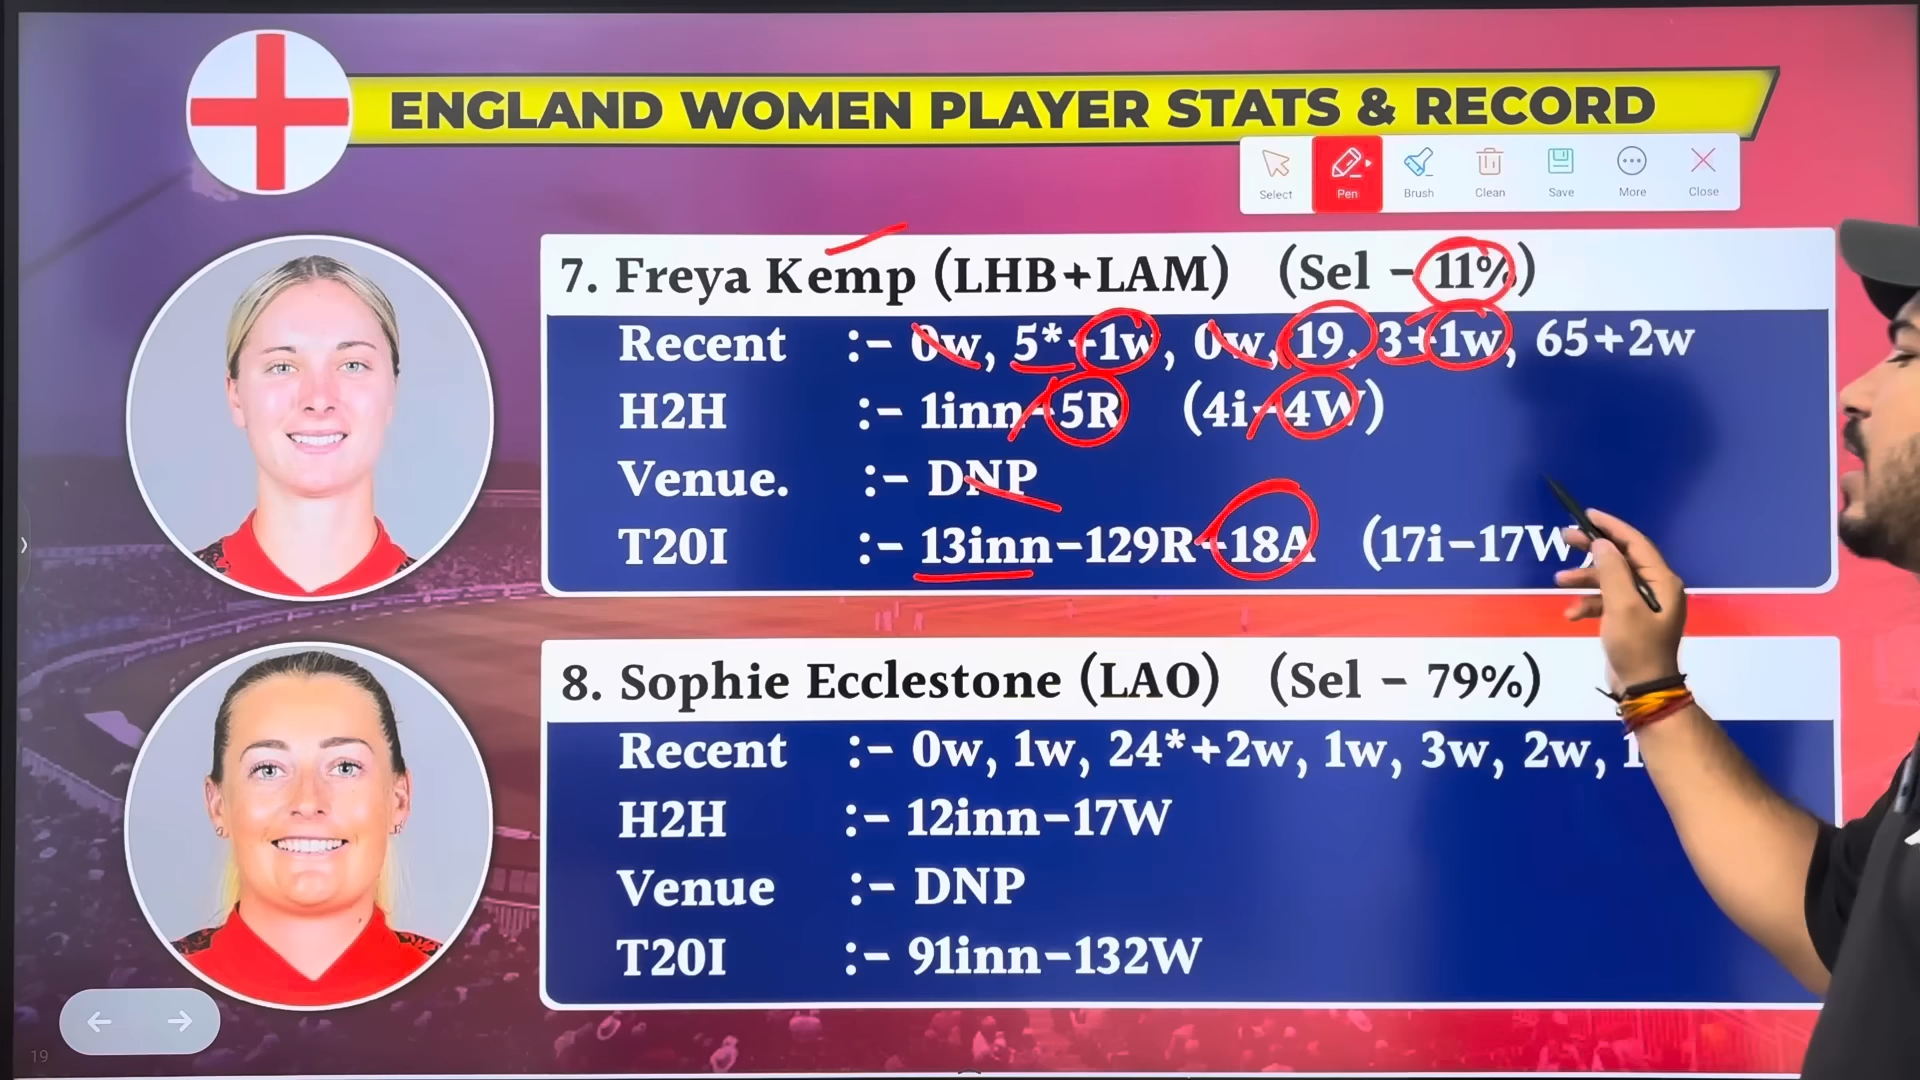 ENGLAND WOMEN PLAYER STATS & RECORD
Select Pen Brush Clean Save More Close
7. Freya Kemp (LHB+LAM) (Sel - 11%)
Recent :- 0w, 5*+1w, 0w, 19, 3+1w, 65+2w
H2H :- 1inn-5R (4i-4W)
Venue. :- DNP
T20I :- 13inn-129R-18A (17i-17W)
8. Sophie Ecclestone (LAO) (Sel - 79%)
Recent :- 0w, 1w, 24*+2w, 1w, 3w, 2w, 1
H2H :- 12inn-17W
Venue :- DNP
T20I :- 91inn-132W
19